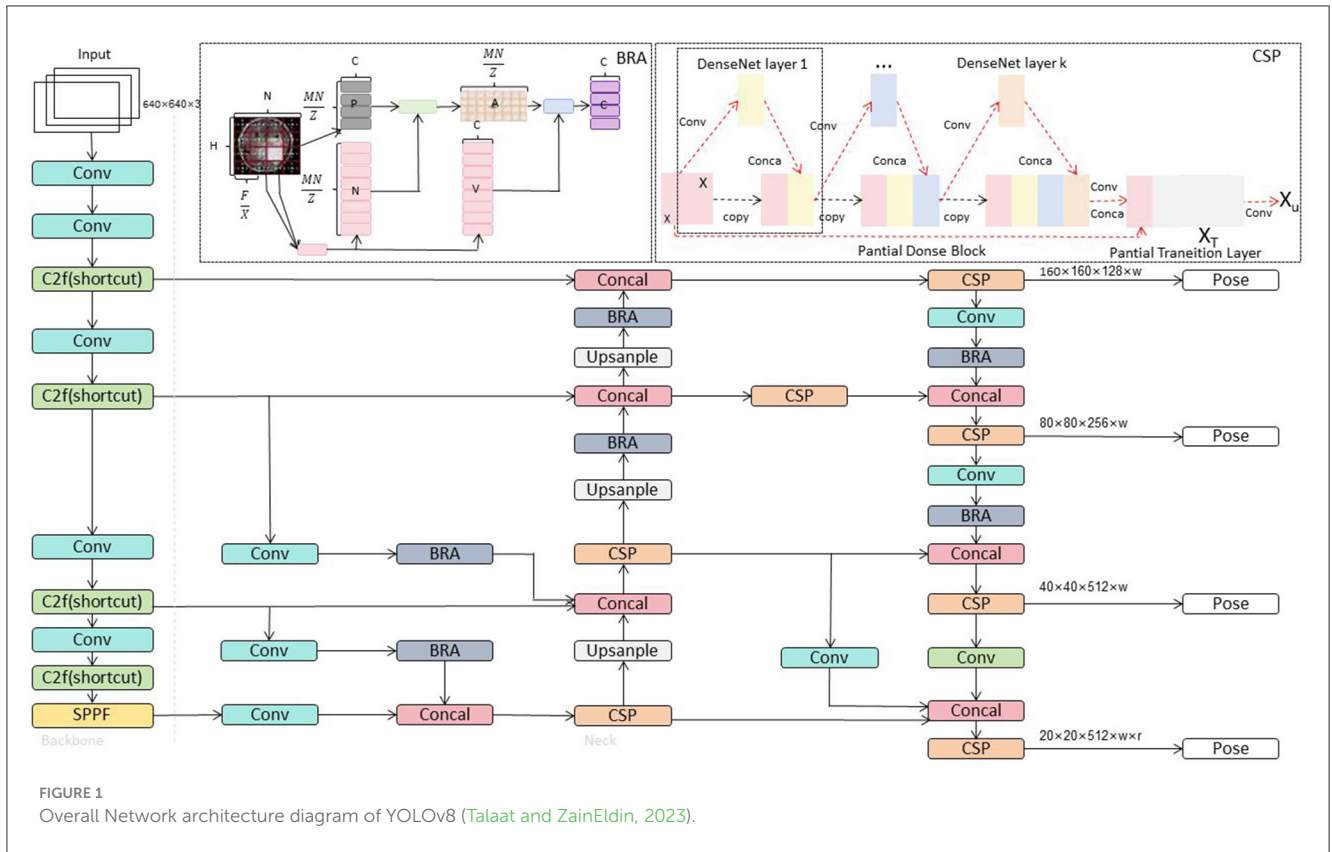 Input
640×640×3
Conv
Conv
C2f(shortcut)
Conv
C2f(shortcut)
Conv
C2f(shortcut)
Conv
C2f(shortcut)
SPPF
Backbone
BRA
N
H
F
X
C
MN
Z
P
MN
Z
N
MN
Z
A
C
V
C
C
CSP
DenseNet layer 1
...
DenseNet layer k
Conv
Conv
Conv
Conca
Conca
Conca
X
X
copy
copy
copy
Conv
Conca
Conv
Xu
XT
Pantial Donse Block
Pantial Traneition Layer
Conv
BRA
Conv
BRA
Conv
Concal
Concal
BRA
Upsanple
Concal
BRA
Upsanple
CSP
Concal
Upsanple
CSP
Neck
CSP
Conv
CSP
160×160×128×w
Pose
Conv
BRA
Concal
CSP
80×80×256×w
Pose
Conv
BRA
Concal
CSP
40×40×512×w
Pose
Conv
Concal
CSP
20×20×512×w×r
Pose
FIGURE 1
Overall Network architecture diagram of YOLOv8 (Talaat and ZainEldin, 2023).